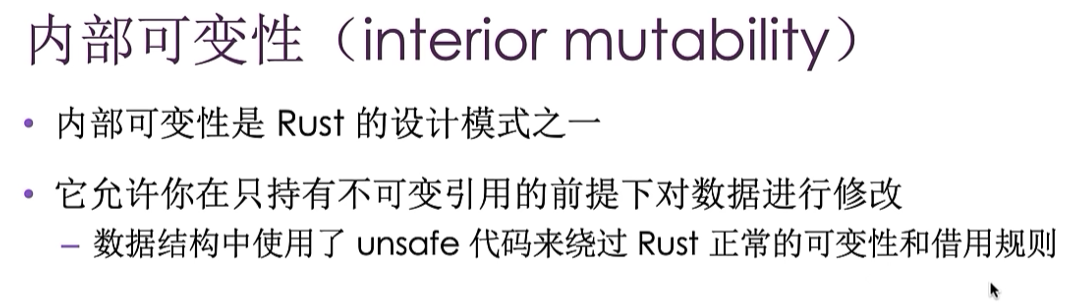 内部可变性（interior mutability）
• 内部可变性是 Rust 的设计模式之一
• 它允许你在只持有不可变引用的前提下对数据进行修改
– 数据结构中使用了 unsafe 代码来绕过 Rust 正常的可变性和借用规则